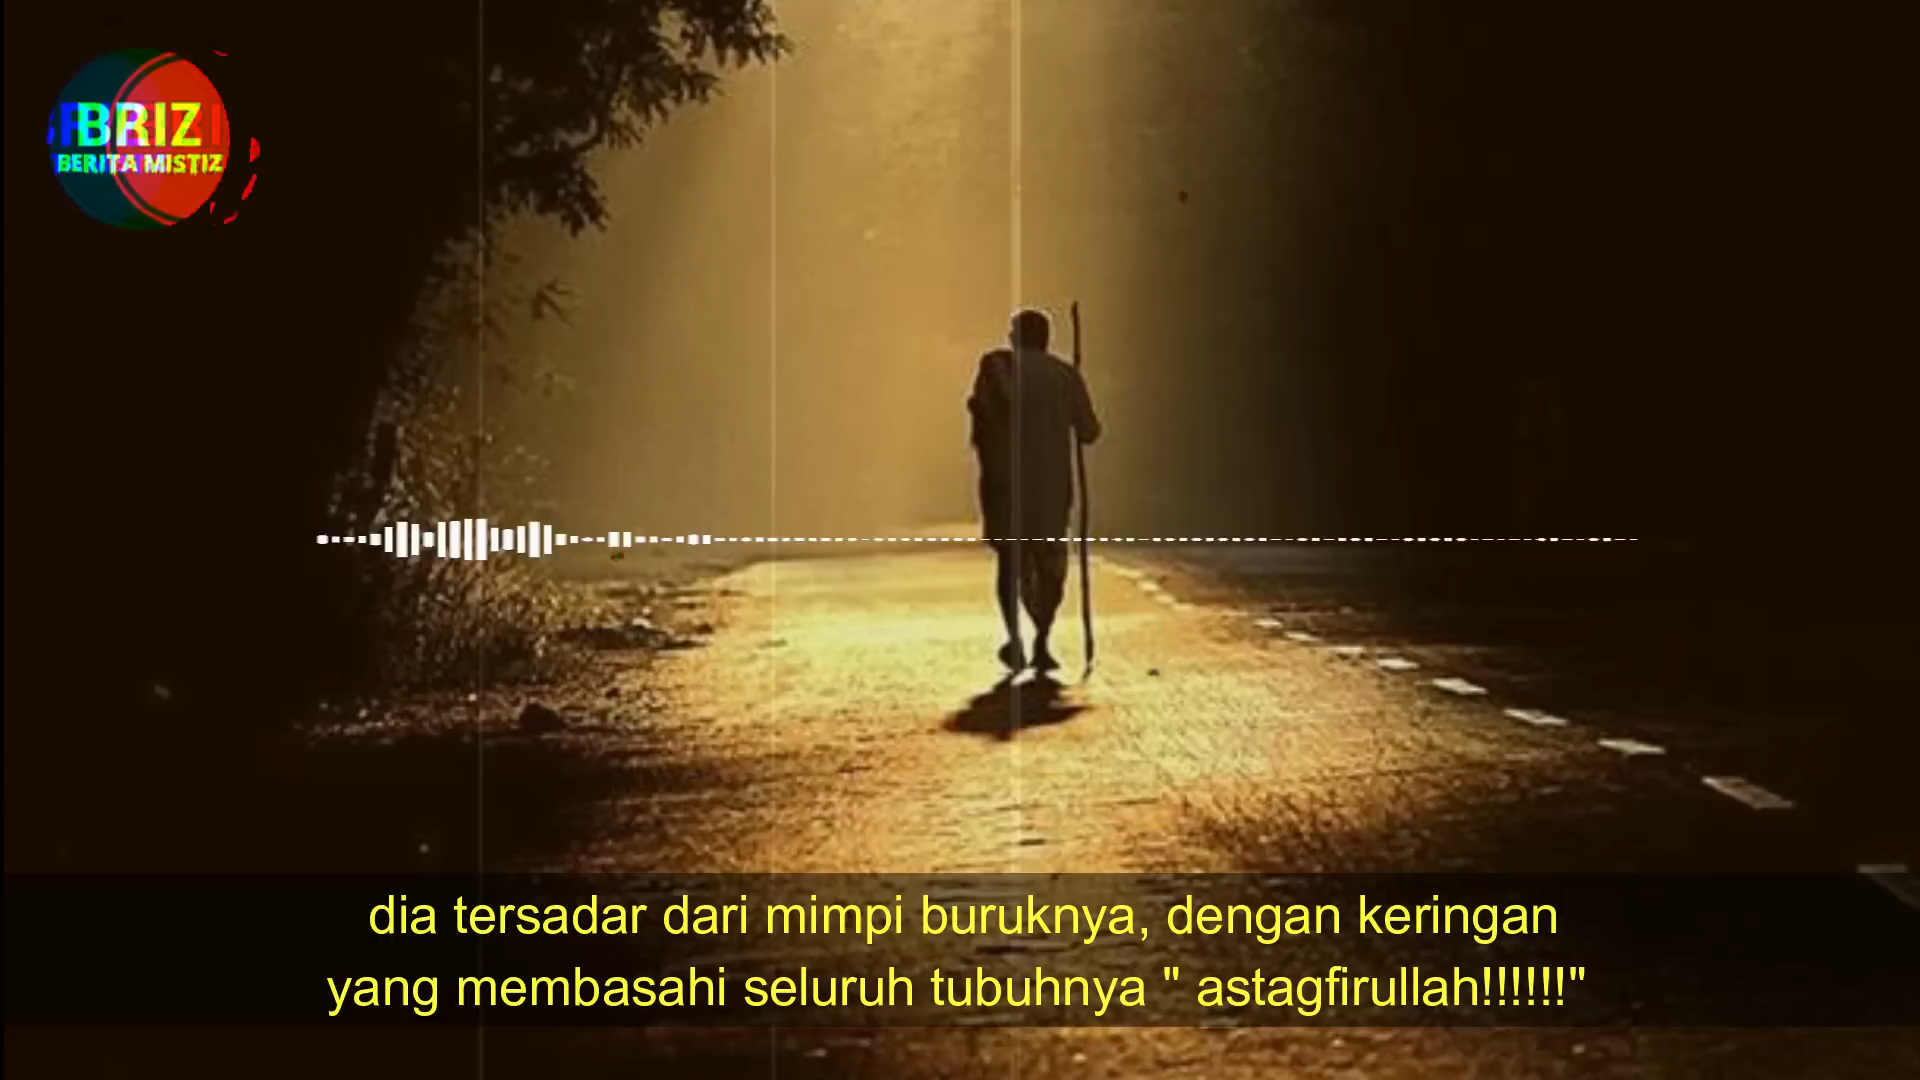 BRIZ
BERITA MISTIZ
dia tersadar dari mimpi buruknya, dengan keringan
yang membasahi seluruh tubuhnya " astagfirullah!!!!!!"